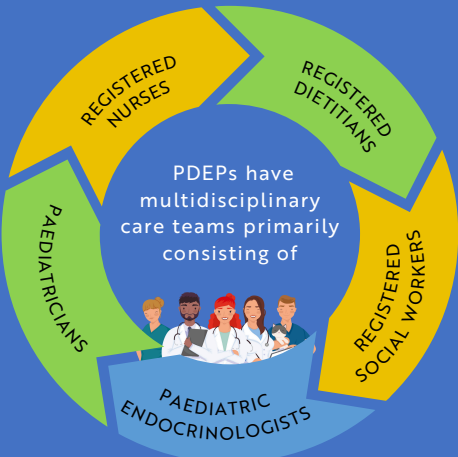 PDEPs have
multidisciplinary
care teams primarily
consisting of
REGISTERED
NURSES
REGISTERED
DIETITIANS
REGISTERED
SOCIAL WORKERS
PAEDIATRIC
ENDOCRINOLOGISTS
PAEDIATRICIANS